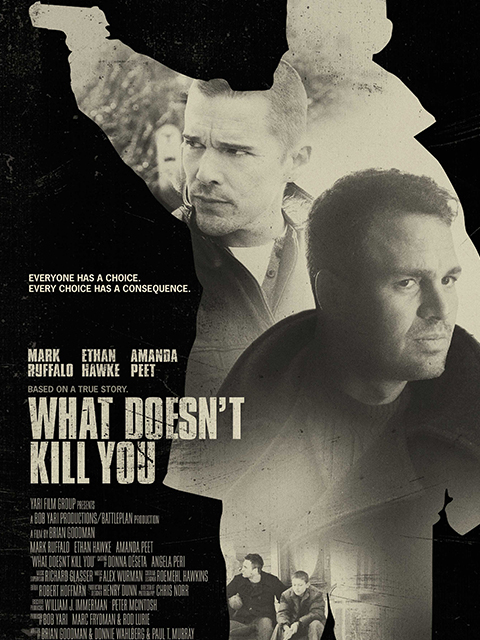 EVERYONE HAS A CHOICE.
EVERY CHOICE HAS A CONSEQUENCE.
MARK RUFFALO ETHAN HAWKE AMANDA PEET
BASED ON A TRUE STORY.
WHAT DOESN'T
KILL YOU
YARI FILM GROUP PRESENTS
A BOB YARI PRODUCTIONS/BATTLEPLAN PRODUCTION
A FILM BY BRIAN GOODMAN
MARK RUFFALO ETHAN HAWKE AMANDA PEET
"WHAT DOESN'T KILL YOU" DONNA DESETA ANGELA PERI
RICHARD GLASSER ALEX WURMAN ROEMEHL HAWKINS
ROBERT HOFFMAN HENRY DUNN CHRIS NORR
WILLIAM J. IMMERMAN PETER MCINTOSH
BOB YARI MARC FRYDMAN & ROD LURIE
BRIAN GOODMAN & DONNIE WAHLBERG & PAUL T. MURRAY